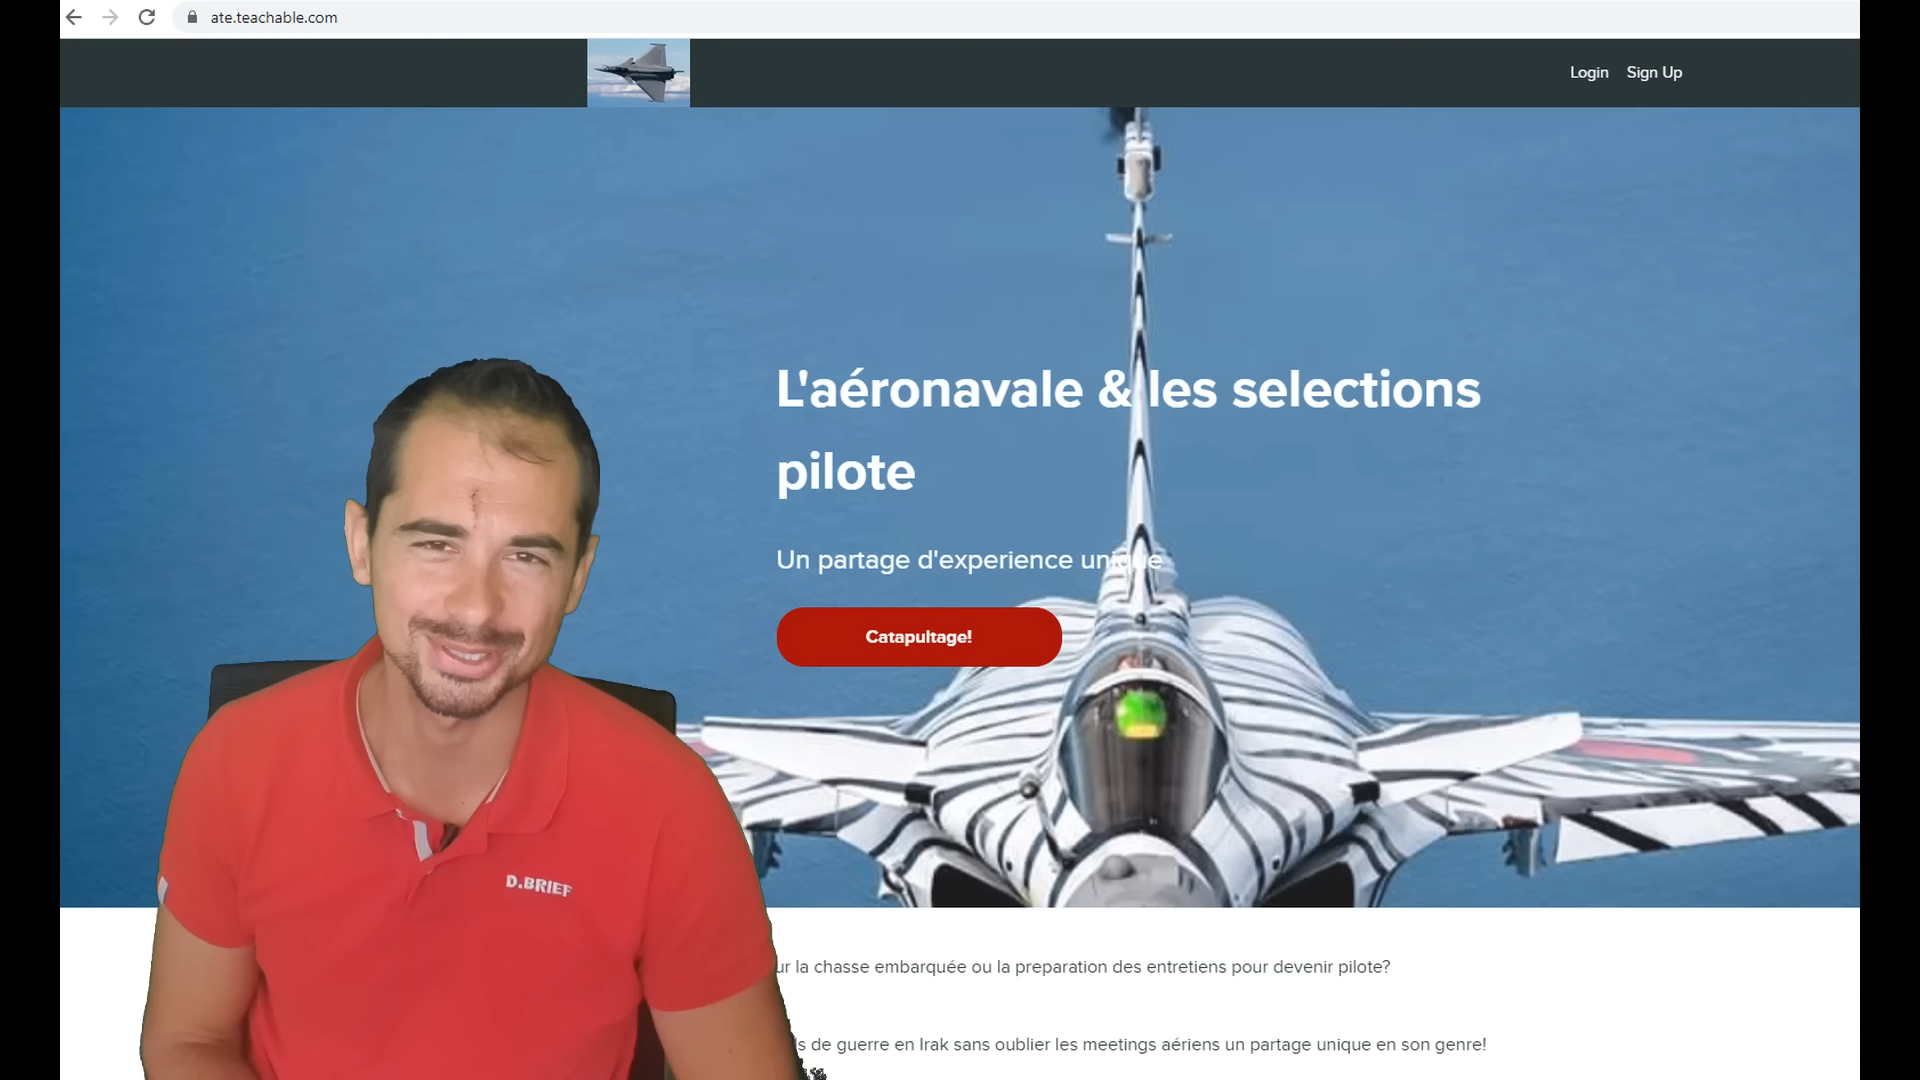 ate.teachable.com
Login Sign Up
L'aéronavale & les selections
pilote
Un partage d'experience unique
Catapultage!
D.BRIEF
ur la chasse embarquée ou la preparation des entretiens pour devenir pilote?
de guerre en Irak sans oublier les meetings aériens un partage unique en son genre!